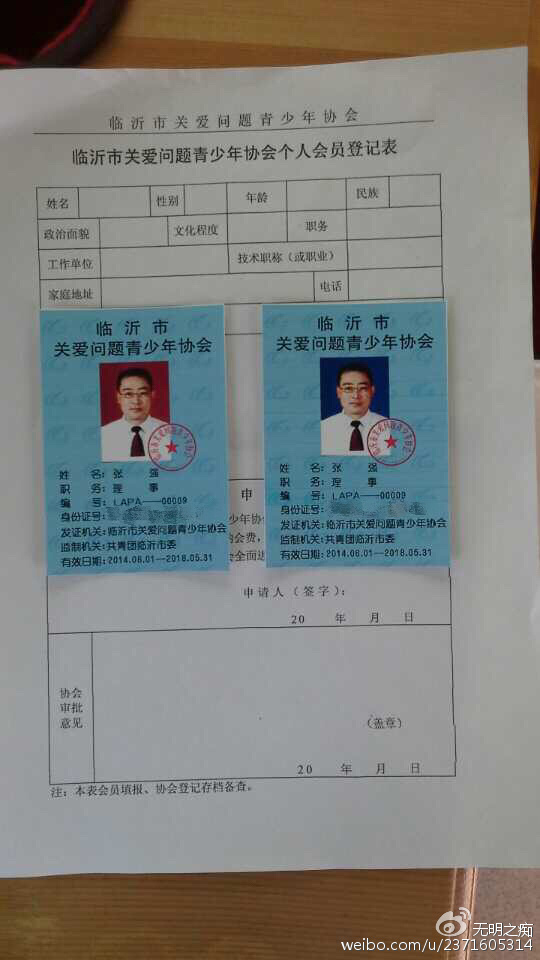 临沂市关爱问题青少年协会
临沂市关爱问题青少年协会个人会员登记表
姓名 性别 年龄 民族
政治面貌 文化程度 职务
工作单位 技术职称（或职业）
家庭地址 电话
临沂市
关爱问题青少年协会
姓名：张强
职务：理事
编号：LAPA——00009
身份证号：
发证机关：临沂市关爱问题青少年协会
监制机关：共青团临沂市委
有效日期：2014.06.01--2018.05.31
临沂市
关爱问题青少年协会
姓名：张强
职务：理事
编号：LAPA——00009
身份证号：
发证机关：临沂市关爱问题青少年协会
监制机关：共青团临沂市委
有效日期：2014.06.01--2018.05.31
申
少年协
内会费，
会全面
申请人（签字）：
20 年 月 日
协会
审批
意见
（盖章）
20 年 月 日
注：本表会员填报、协会登记存档备查。
无明之痴
weibo.com/u/2371605314